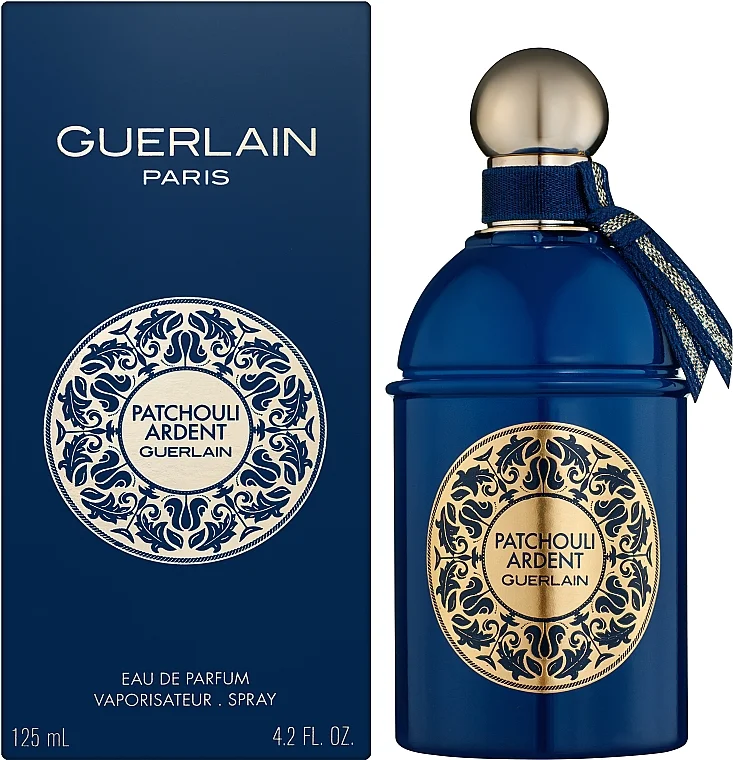 GUERLAIN
PARIS
PATCHOULI
ARDENT
GUERLAIN
EAU DE PARFUM
VAPORISATEUR . SPRAY
125 mL 4.2 FL. OZ.
PATCHOULI
ARDENT
GUERLAIN